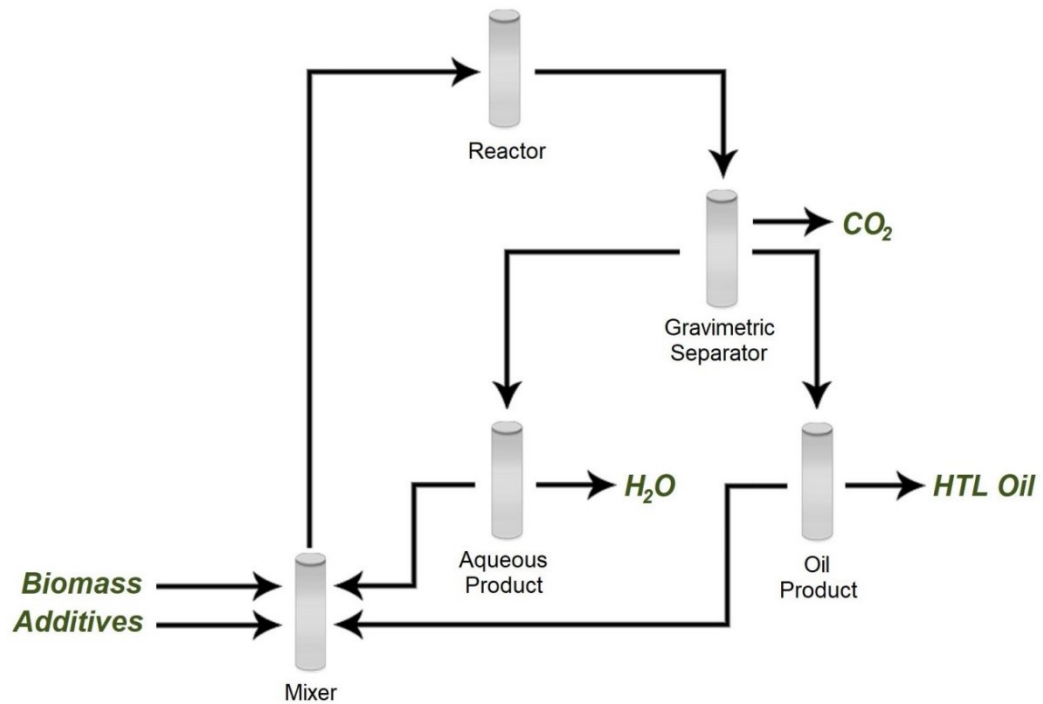 Reactor
CO₂
Gravimetric
Separator
H₂O
HTL Oil
Aqueous
Product
Oil
Product
Biomass
Additives
Mixer